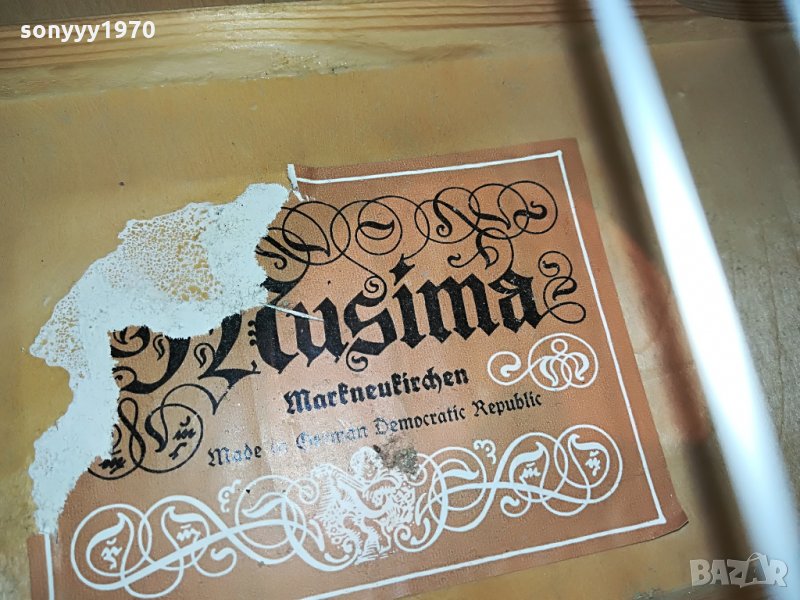 sonyyy1970
Musima
Markneukirchen
Made in German Democratic Republic
BAZAR